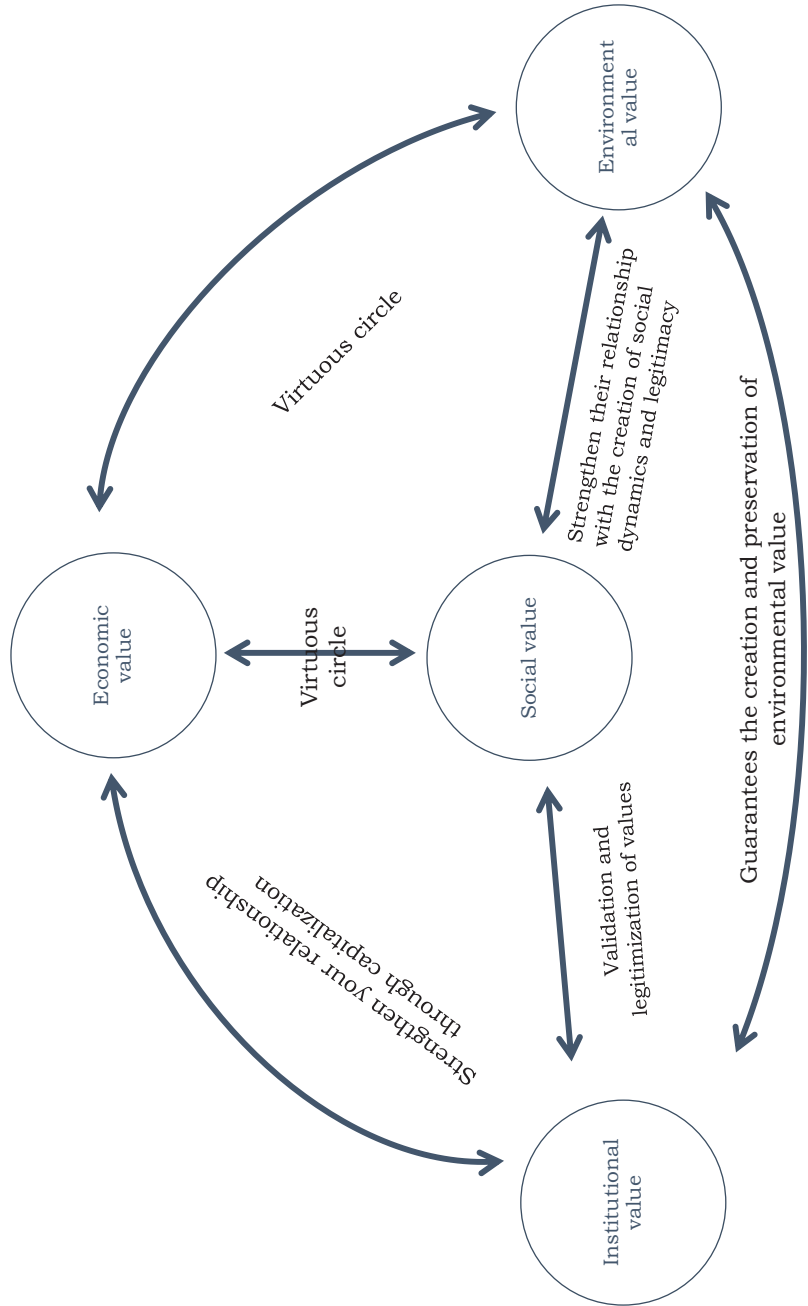 Economic
value
Strengthen your relationship
through capitalization
Virtuous
circle
Virtuous circle
Institutional
value
Validation and
legitimization of values
Social value
Strengthen their relationship
with the creation of social
dynamics and legitimacy
Environment
al value
Guarantees the creation and preservation of
environmental value